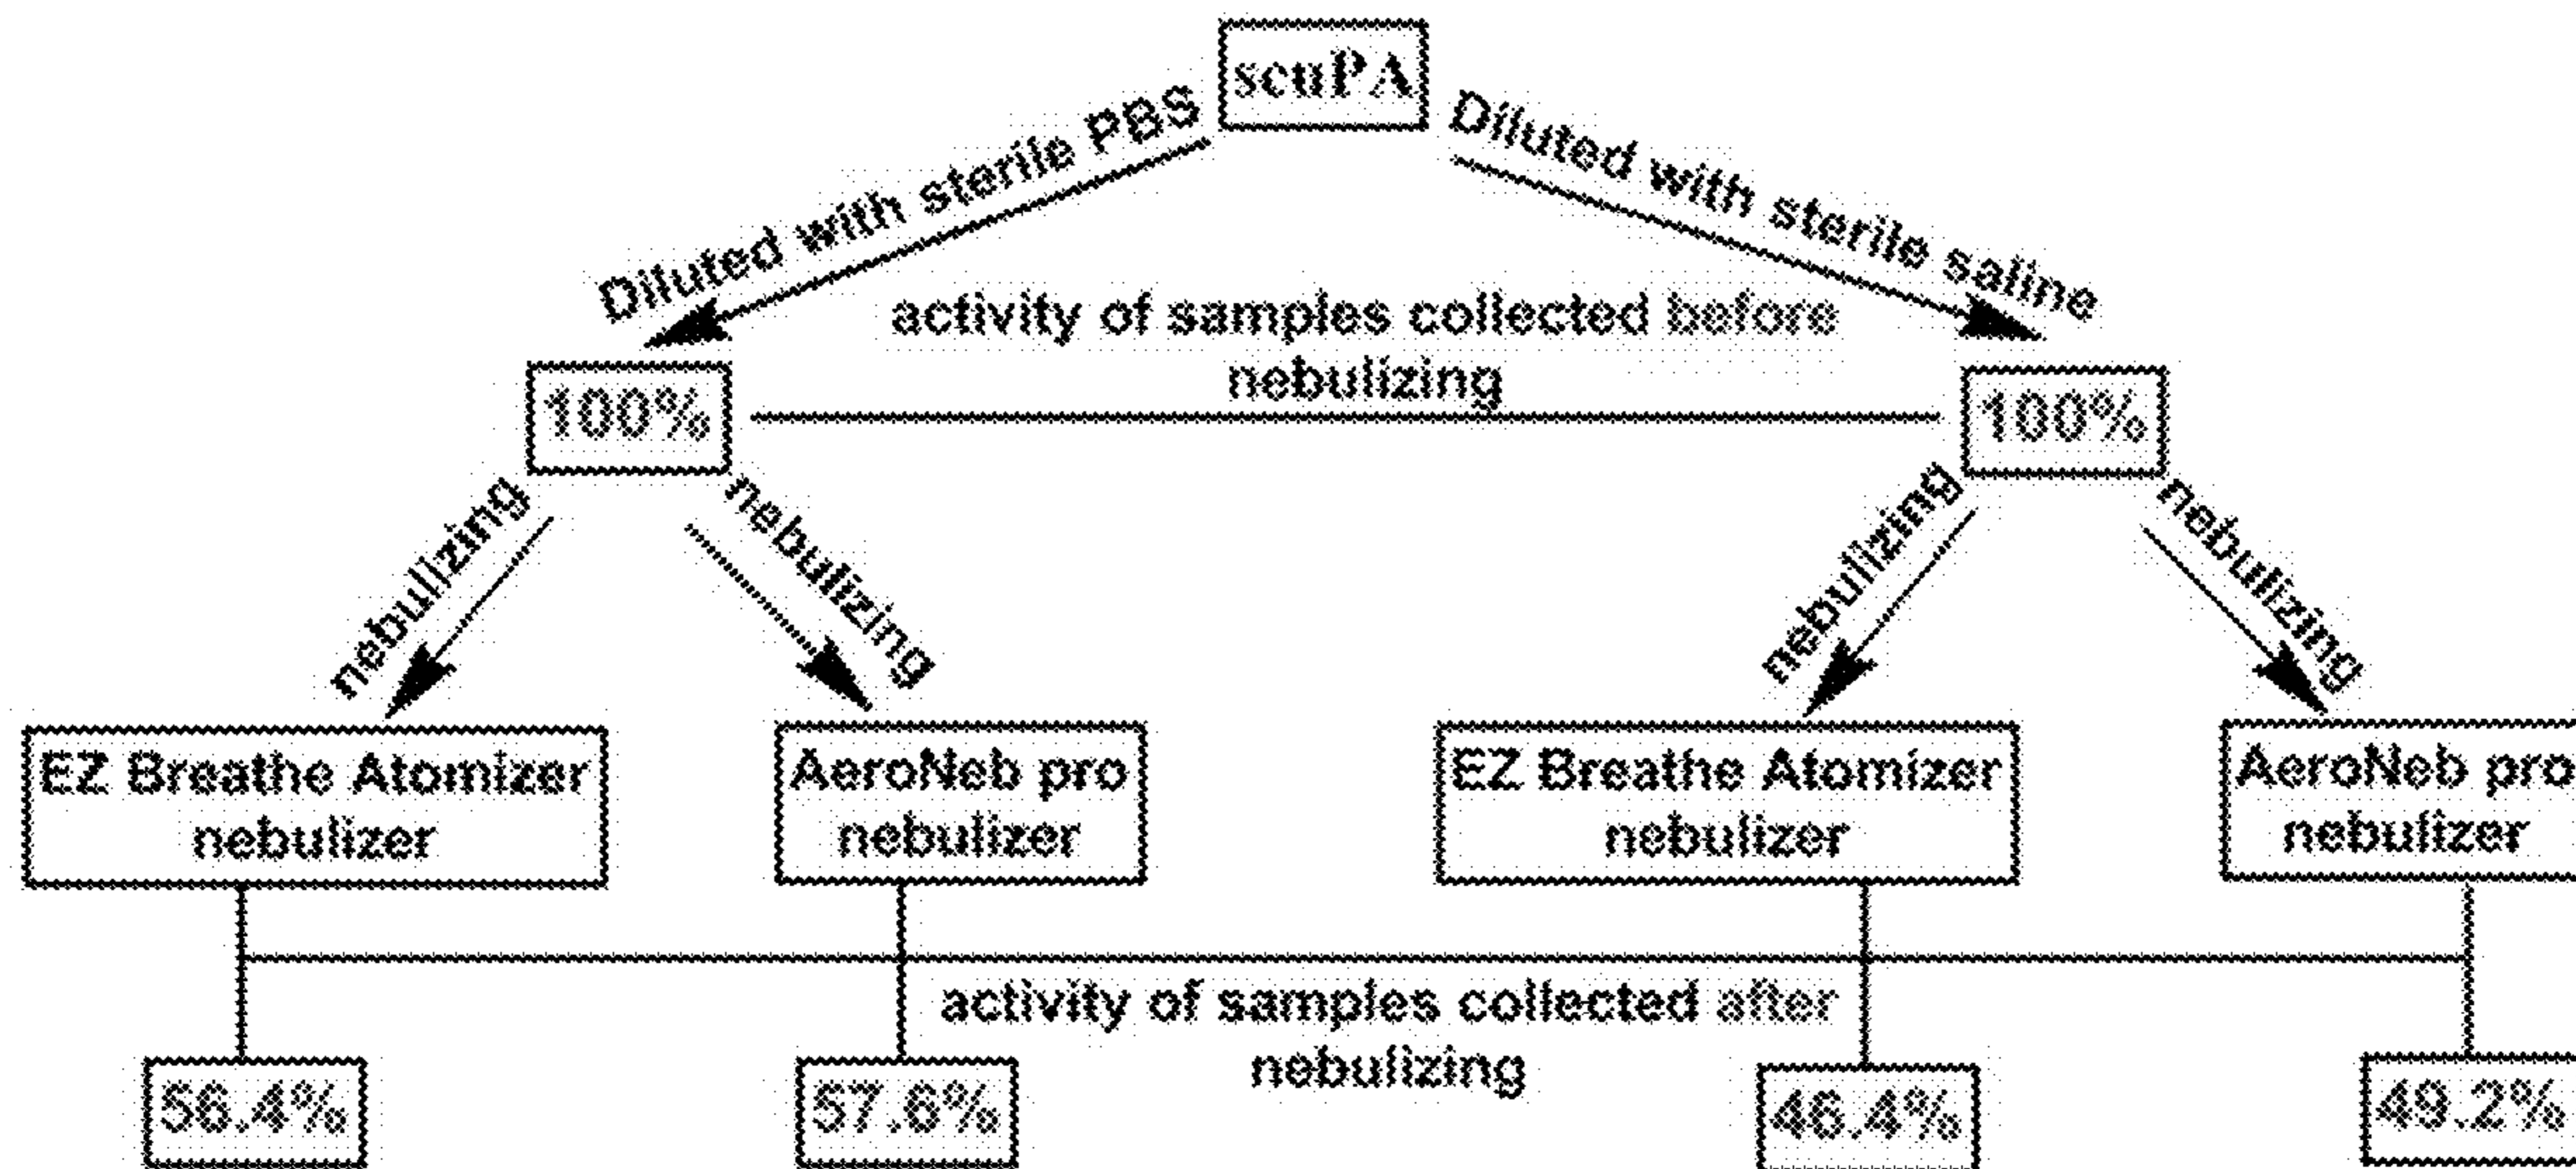 scuPA
Diluted with sterile PBS
Diluted with sterile saline
activity of samples collected before
nebulizing
100%
100%
nebulizing
nebulizing
nebulizing
nebulizing
EZ Breathe Atomizer
nebulizer
AeroNeb pro
nebulizer
EZ Breathe Atomizer
nebulizer
AeroNeb pro
nebulizer
activity of samples collected after
nebulizing
56.4%
57.6%
46.4%
49.2%